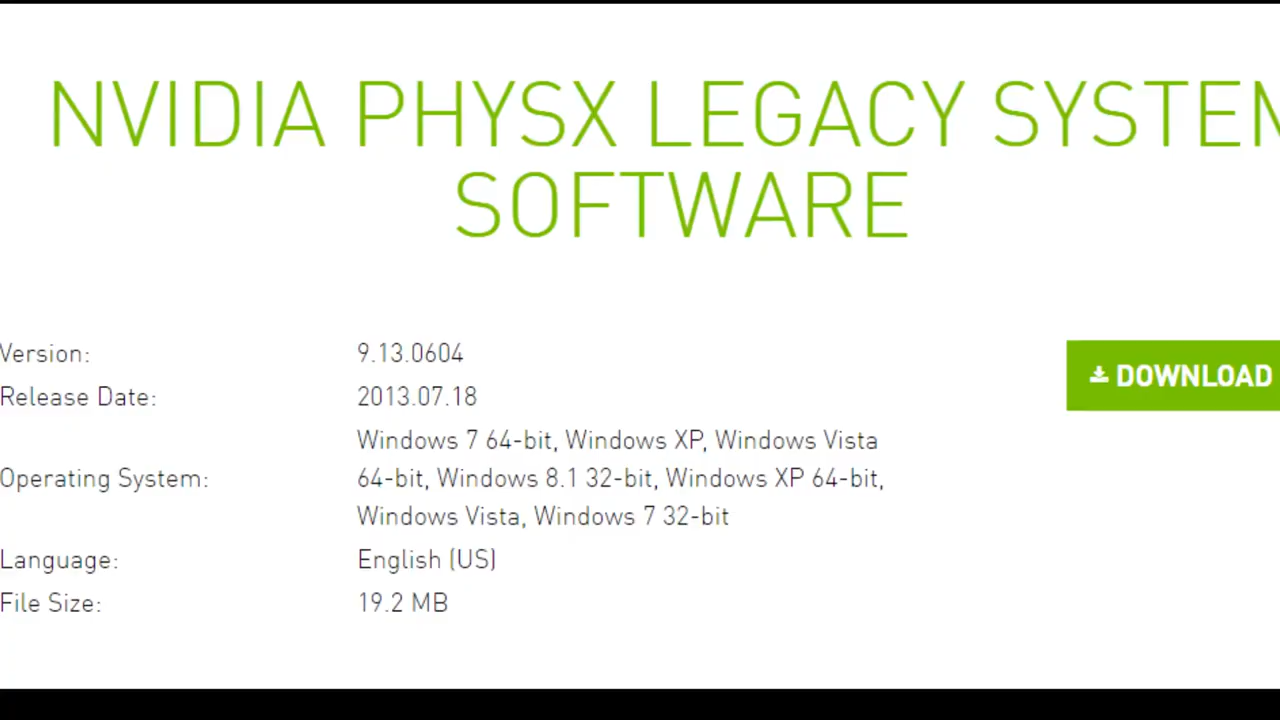 NVIDIA PHYSX LEGACY SYSTEM
SOFTWARE
Version: 9.13.0604
DOWNLOAD
Release Date: 2013.07.18
Windows 7 64-bit, Windows XP, Windows Vista
Operating System: 64-bit, Windows 8.1 32-bit, Windows XP 64-bit,
Windows Vista, Windows 7 32-bit
Language: English (US)
File Size: 19.2 MB